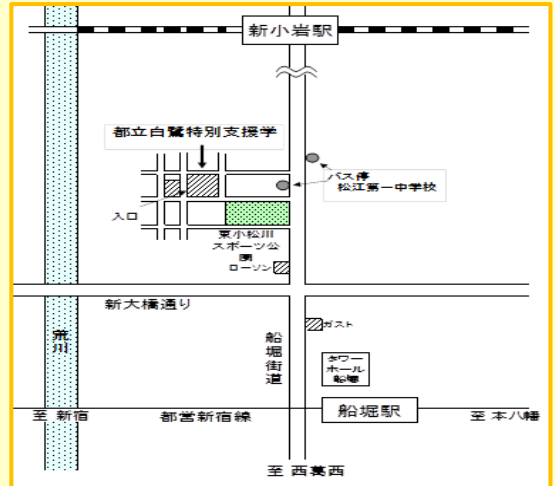 新小岩駅
都立白鷺特別支援学
バス停
松江第一中学校
入口
東小松川
スポーツ公
園
ローソン
新大橋通り
荒川
船堀街道
ガスト
タワー
ホール
船堀
船堀駅
至 新宿
都営新宿線
至 本八幡
至 西葛西